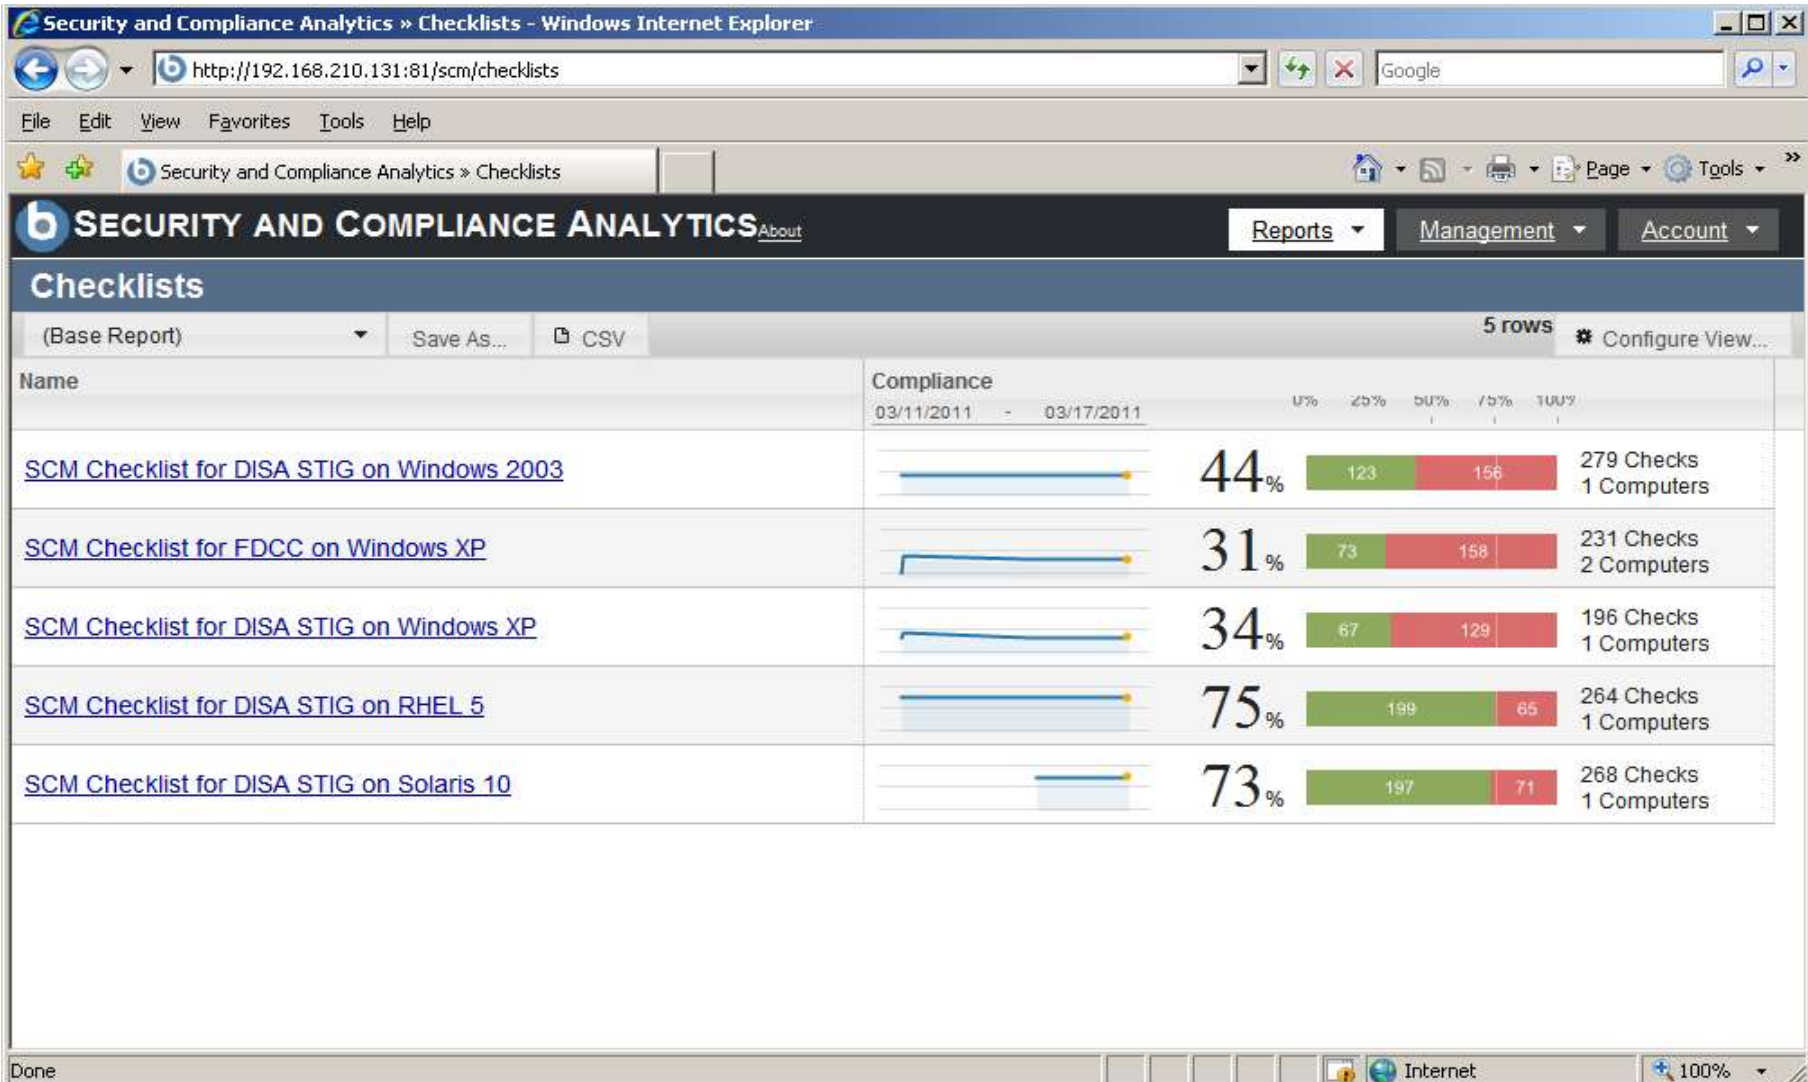 Security and Compliance Analytics » Checklists - Windows Internet Explorer
http://192.168.210.131:81/scm/checklists
Google
File Edit View Favorites Tools Help
Security and Compliance Analytics » Checklists
Page Tools »
b SECURITY AND COMPLIANCE ANALYTICS About
Reports Management Account
Checklists
(Base Report) Save As... CSV 5 rows Configure View...
Name Compliance
03/11/2011 - 03/17/2011 0% 25% 50% 75% 100%
SCM Checklist for DISA STIG on Windows 2003 44% 123 156 279 Checks
1 Computers
SCM Checklist for FDCC on Windows XP 31% 73 158 231 Checks
2 Computers
SCM Checklist for DISA STIG on Windows XP 34% 67 129 196 Checks
1 Computers
SCM Checklist for DISA STIG on RHEL 5 75% 199 65 264 Checks
1 Computers
SCM Checklist for DISA STIG on Solaris 10 73% 197 71 268 Checks
1 Computers
Done Internet 100%